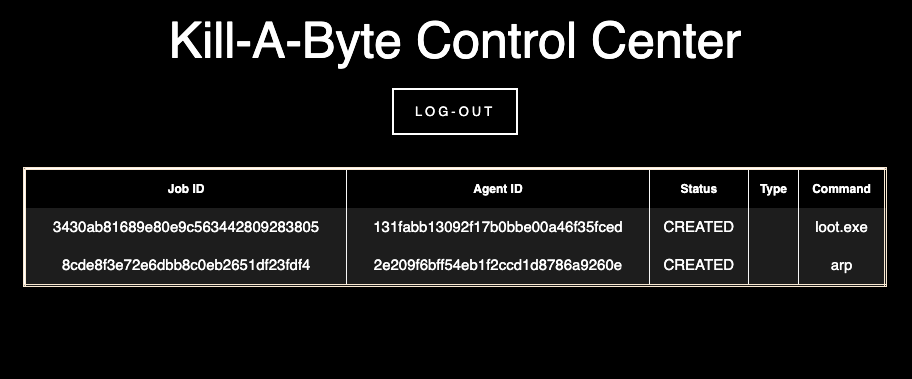 Kill-A-Byte Control Center
LOG-OUT
Job ID Agent ID Status Type Command
3430ab81689e80e9c563442809283805 131fabb13092f17b0bbe00a46f35fced CREATED loot.exe
8cde8f3e72e6dbb8c0eb2651df23fdf4 2e209f6bff54eb1f2ccd1d8786a9260e CREATED arp